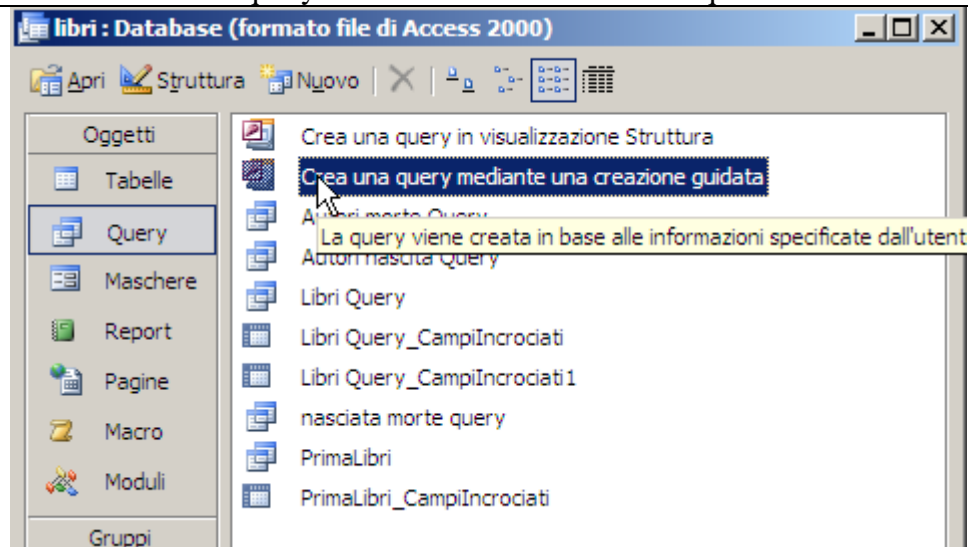 libri : Database (formato file di Access 2000)
Apri Struttura Nuovo
Oggetti
Tabelle
Query
Maschere
Report
Pagine
Macro
Moduli
Gruppi
Crea una query in visualizzazione Struttura
Crea una query mediante una creazione guidata
Autori morte Query
La query viene creata in base alle informazioni specificate dall'utent
Autori nascita Query
Libri Query
Libri Query_CampiIncrociati
Libri Query_CampiIncrociati1
nasciata morte query
PrimaLibri
PrimaLibri_CampiIncrociati